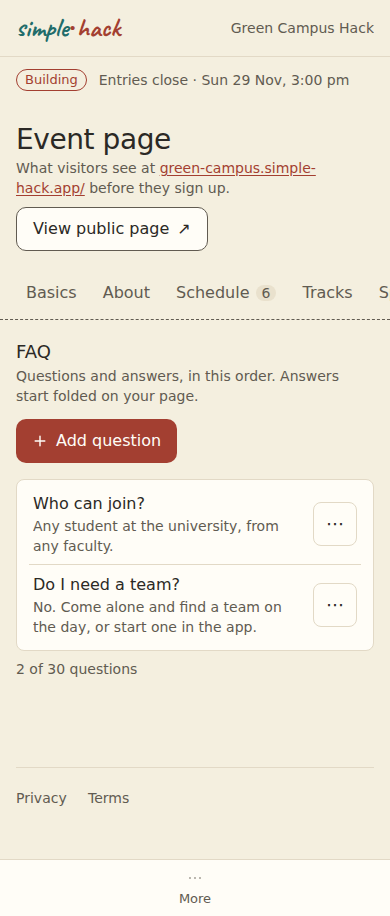 simple·hack
Green Campus Hack
Building
Entries close · Sun 29 Nov, 3:00 pm
Event page
What visitors see at green-campus.simple-
hack.app/ before they sign up.
View public page ↗
Basics
About
Schedule 6
Tracks
S
FAQ
Questions and answers, in this order. Answers
start folded on your page.
+ Add question
Who can join?
Any student at the university, from
any faculty.
...
Do I need a team?
No. Come alone and find a team on
the day, or start one in the app.
...
2 of 30 questions
Privacy
Terms
...
More